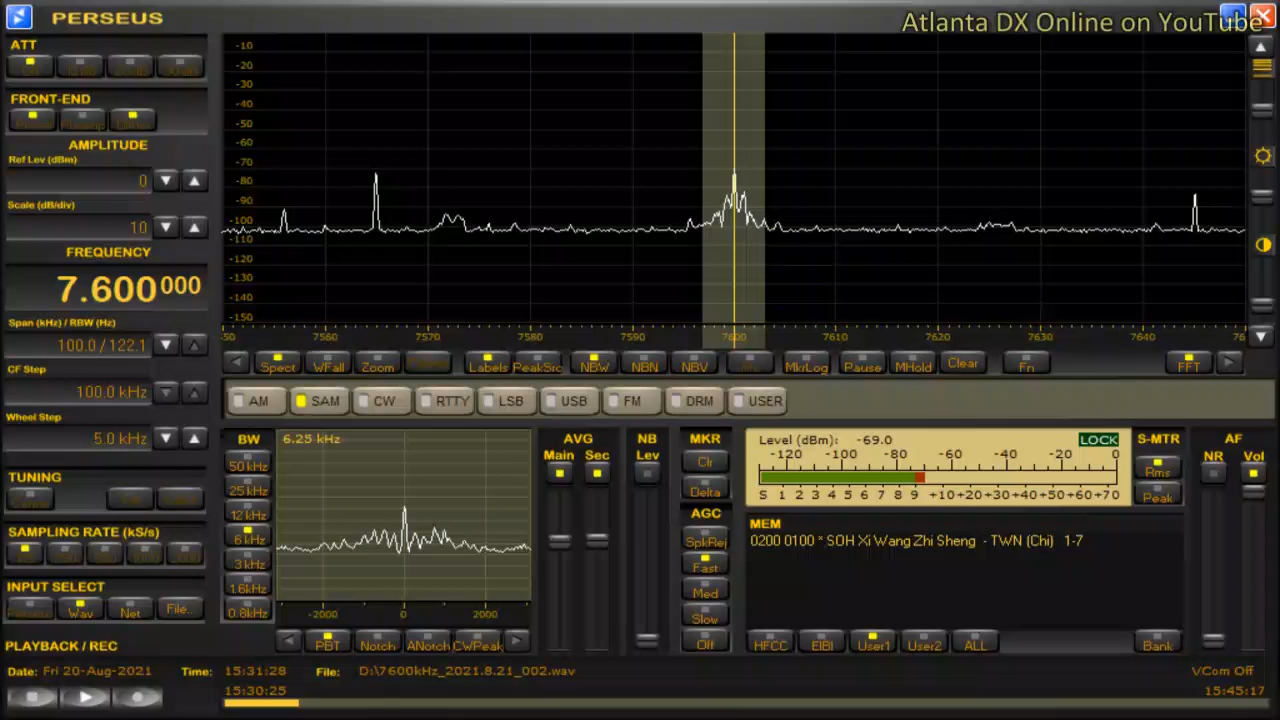 PERSEUS
Atlanta DX Online on YouTube
ATT
FRONT-END
AMPLITUDE
Ref Lev (dBm)
0
Scale (dB/div)
10
FREQUENCY
7.600000
Span (kHz) / RBW (Hz)
100.0 / 122.1
CF Step
100.0 kHz
Wheel Step
5.0 kHz
TUNING
SAMPLING RATE (kS/s)
INPUT SELECT
Wav Net File..
-10
-20
-30
-40
-50
-60
-70
-80
-90
-100
-110
-120
-130
-140
-150
7560 7570 7580 7590 7600 7610 7620 7630 7640
Spect WFall Zoom Labels PeakSrc NBW NBN NBV MkrLog Pause MHold Clear Fn FFT
AM SAM CW RTTY LSB USB FM DRM USER
BW
50 kHz
25 kHz
12 kHz
6 kHz
3 kHz
1.6kHz
0.8kHz
6.25 kHz
-2000 0 2000
PBT Notch ANotch CWPeak
AVG
Main Sec
NB
Lev
MKR
Clr
Delta
AGC
SpkRej
Fast
Med
Slow
Off
Level (dBm): -69.0 LOCK
-120 -100 -80 -60 -40 -20 0
S 1 2 3 4 5 6 7 8 9 +10 +20 +30 +40 +50 +60 +70
S-MTR
Rms
Peak
AF
NR Vol
MEM
0200 0100 * SOH Xi Wang Zhi Sheng - TWN (Chi) 1-7
HFCC EIBI User1 User2 ALL Bank
PLAYBACK / REC
Date: Fri 20-Aug-2021 Time: 15:31:28 File: D:\7600kHz_2021.8.21_002.wav VCom Off
15:30:25 15:45:17